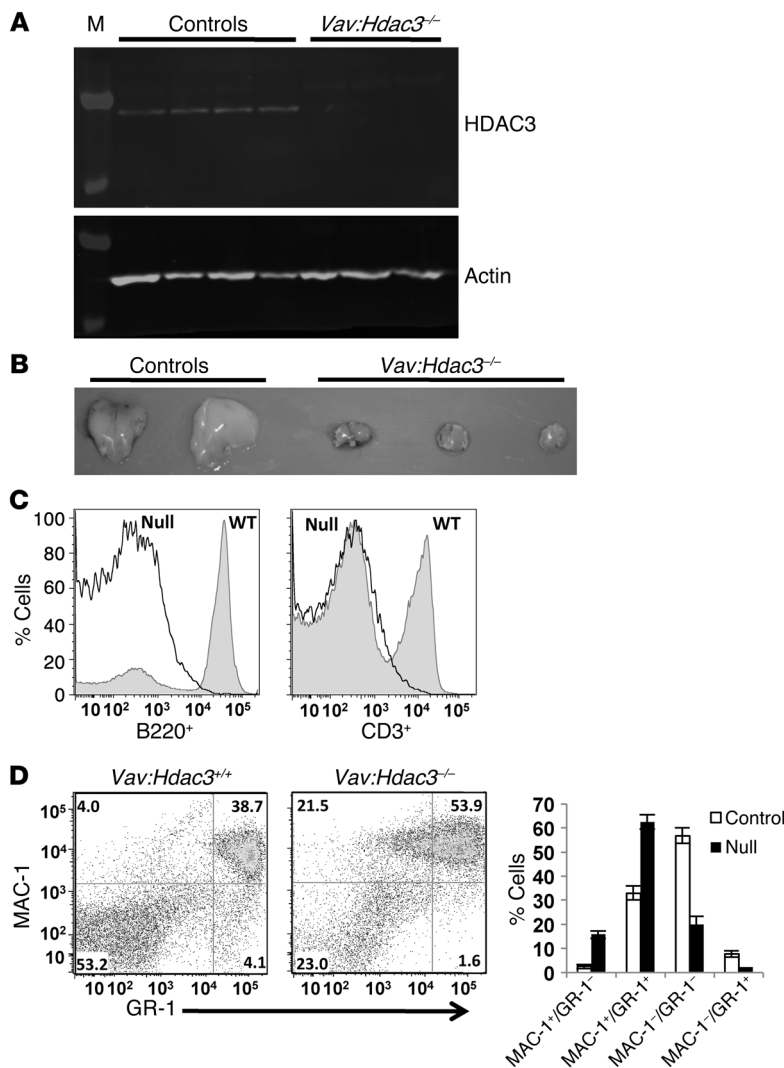 A
M Controls Vav:Hdac3–/–
HDAC3
Actin
B
Controls Vav:Hdac3–/–
C
100
80
60
40
20
0
% Cells
Null WT
10 10² 10³ 10⁴ 10⁵
B220⁺
Null WT
10 10² 10³ 10⁴ 10⁵
CD3⁺
D
Vav:Hdac3+/+ Vav:Hdac3–/–
MAC-1
10⁵
10⁴
10³
10²
10
4.0 38.7
53.2 4.1
10 10² 10³ 10⁴ 10⁵
21.5 53.9
23.0 1.6
10 10² 10³ 10⁴ 10⁵
GR-1
% Cells
70
60
50
40
30
20
10
0
Control
Null
MAC-1⁺/GR-1⁻
MAC-1⁺/GR-1⁺
MAC-1⁻/GR-1⁻
MAC-1⁻/GR-1⁺